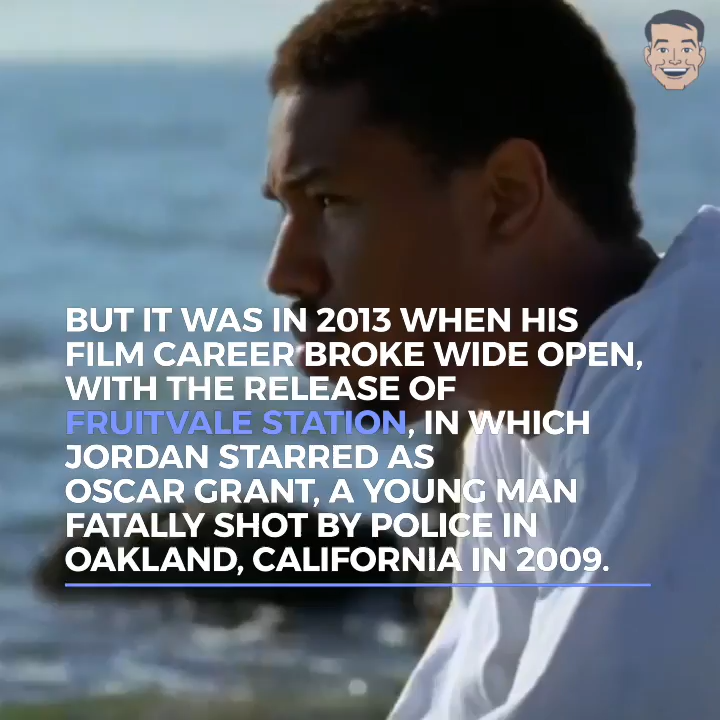 BUT IT WAS IN 2013 WHEN HIS
FILM CAREER BROKE WIDE OPEN,
WITH THE RELEASE OF
FRUITVALE STATION, IN WHICH
JORDAN STARRED AS
OSCAR GRANT, A YOUNG MAN
FATALLY SHOT BY POLICE IN
OAKLAND, CALIFORNIA IN 2009.